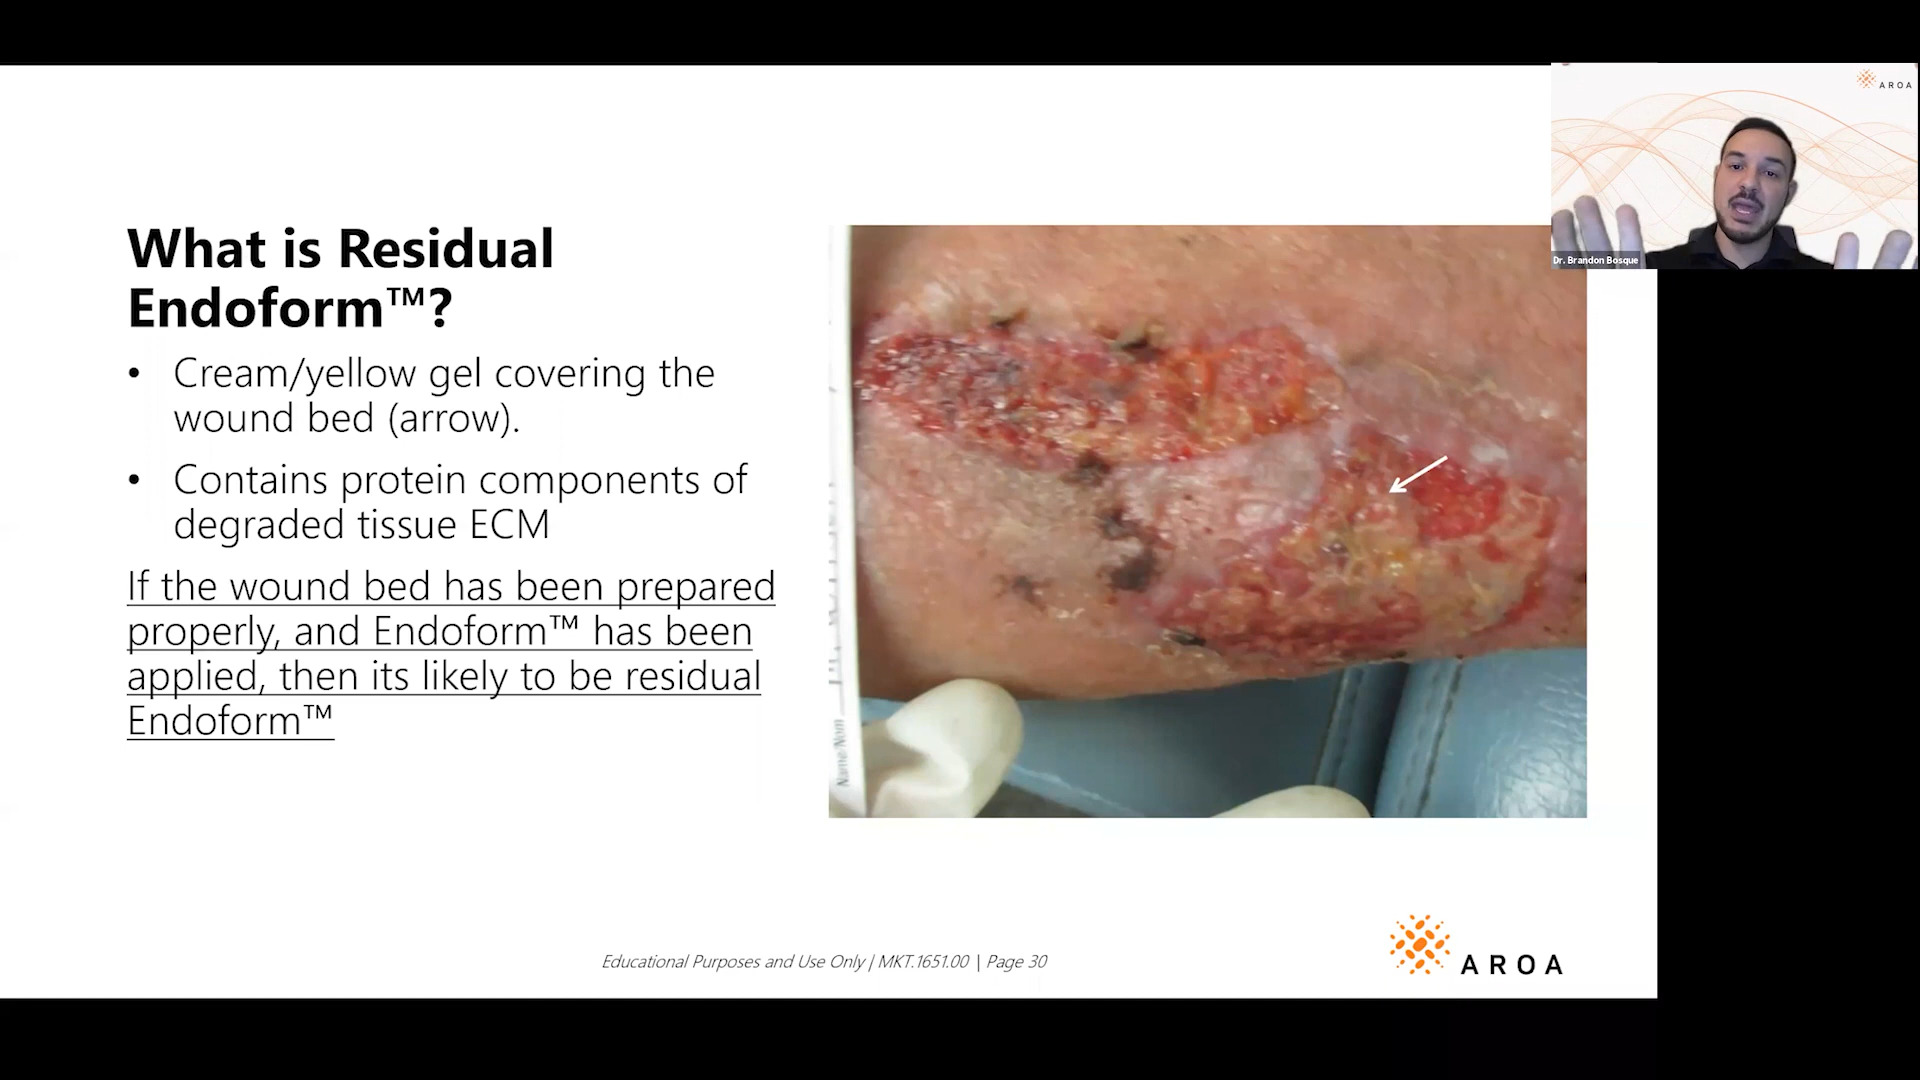 AROA
Dr. Brandon Bosque
What is Residual
Endoform™?
• Cream/yellow gel covering the
wound bed (arrow).
• Contains protein components of
degraded tissue ECM
If the wound bed has been prepared
properly, and Endoform™ has been
applied, then its likely to be residual
Endoform™
Name/Nom
Educational Purposes and Use Only | MKT.1651.00 | Page 30
AROA